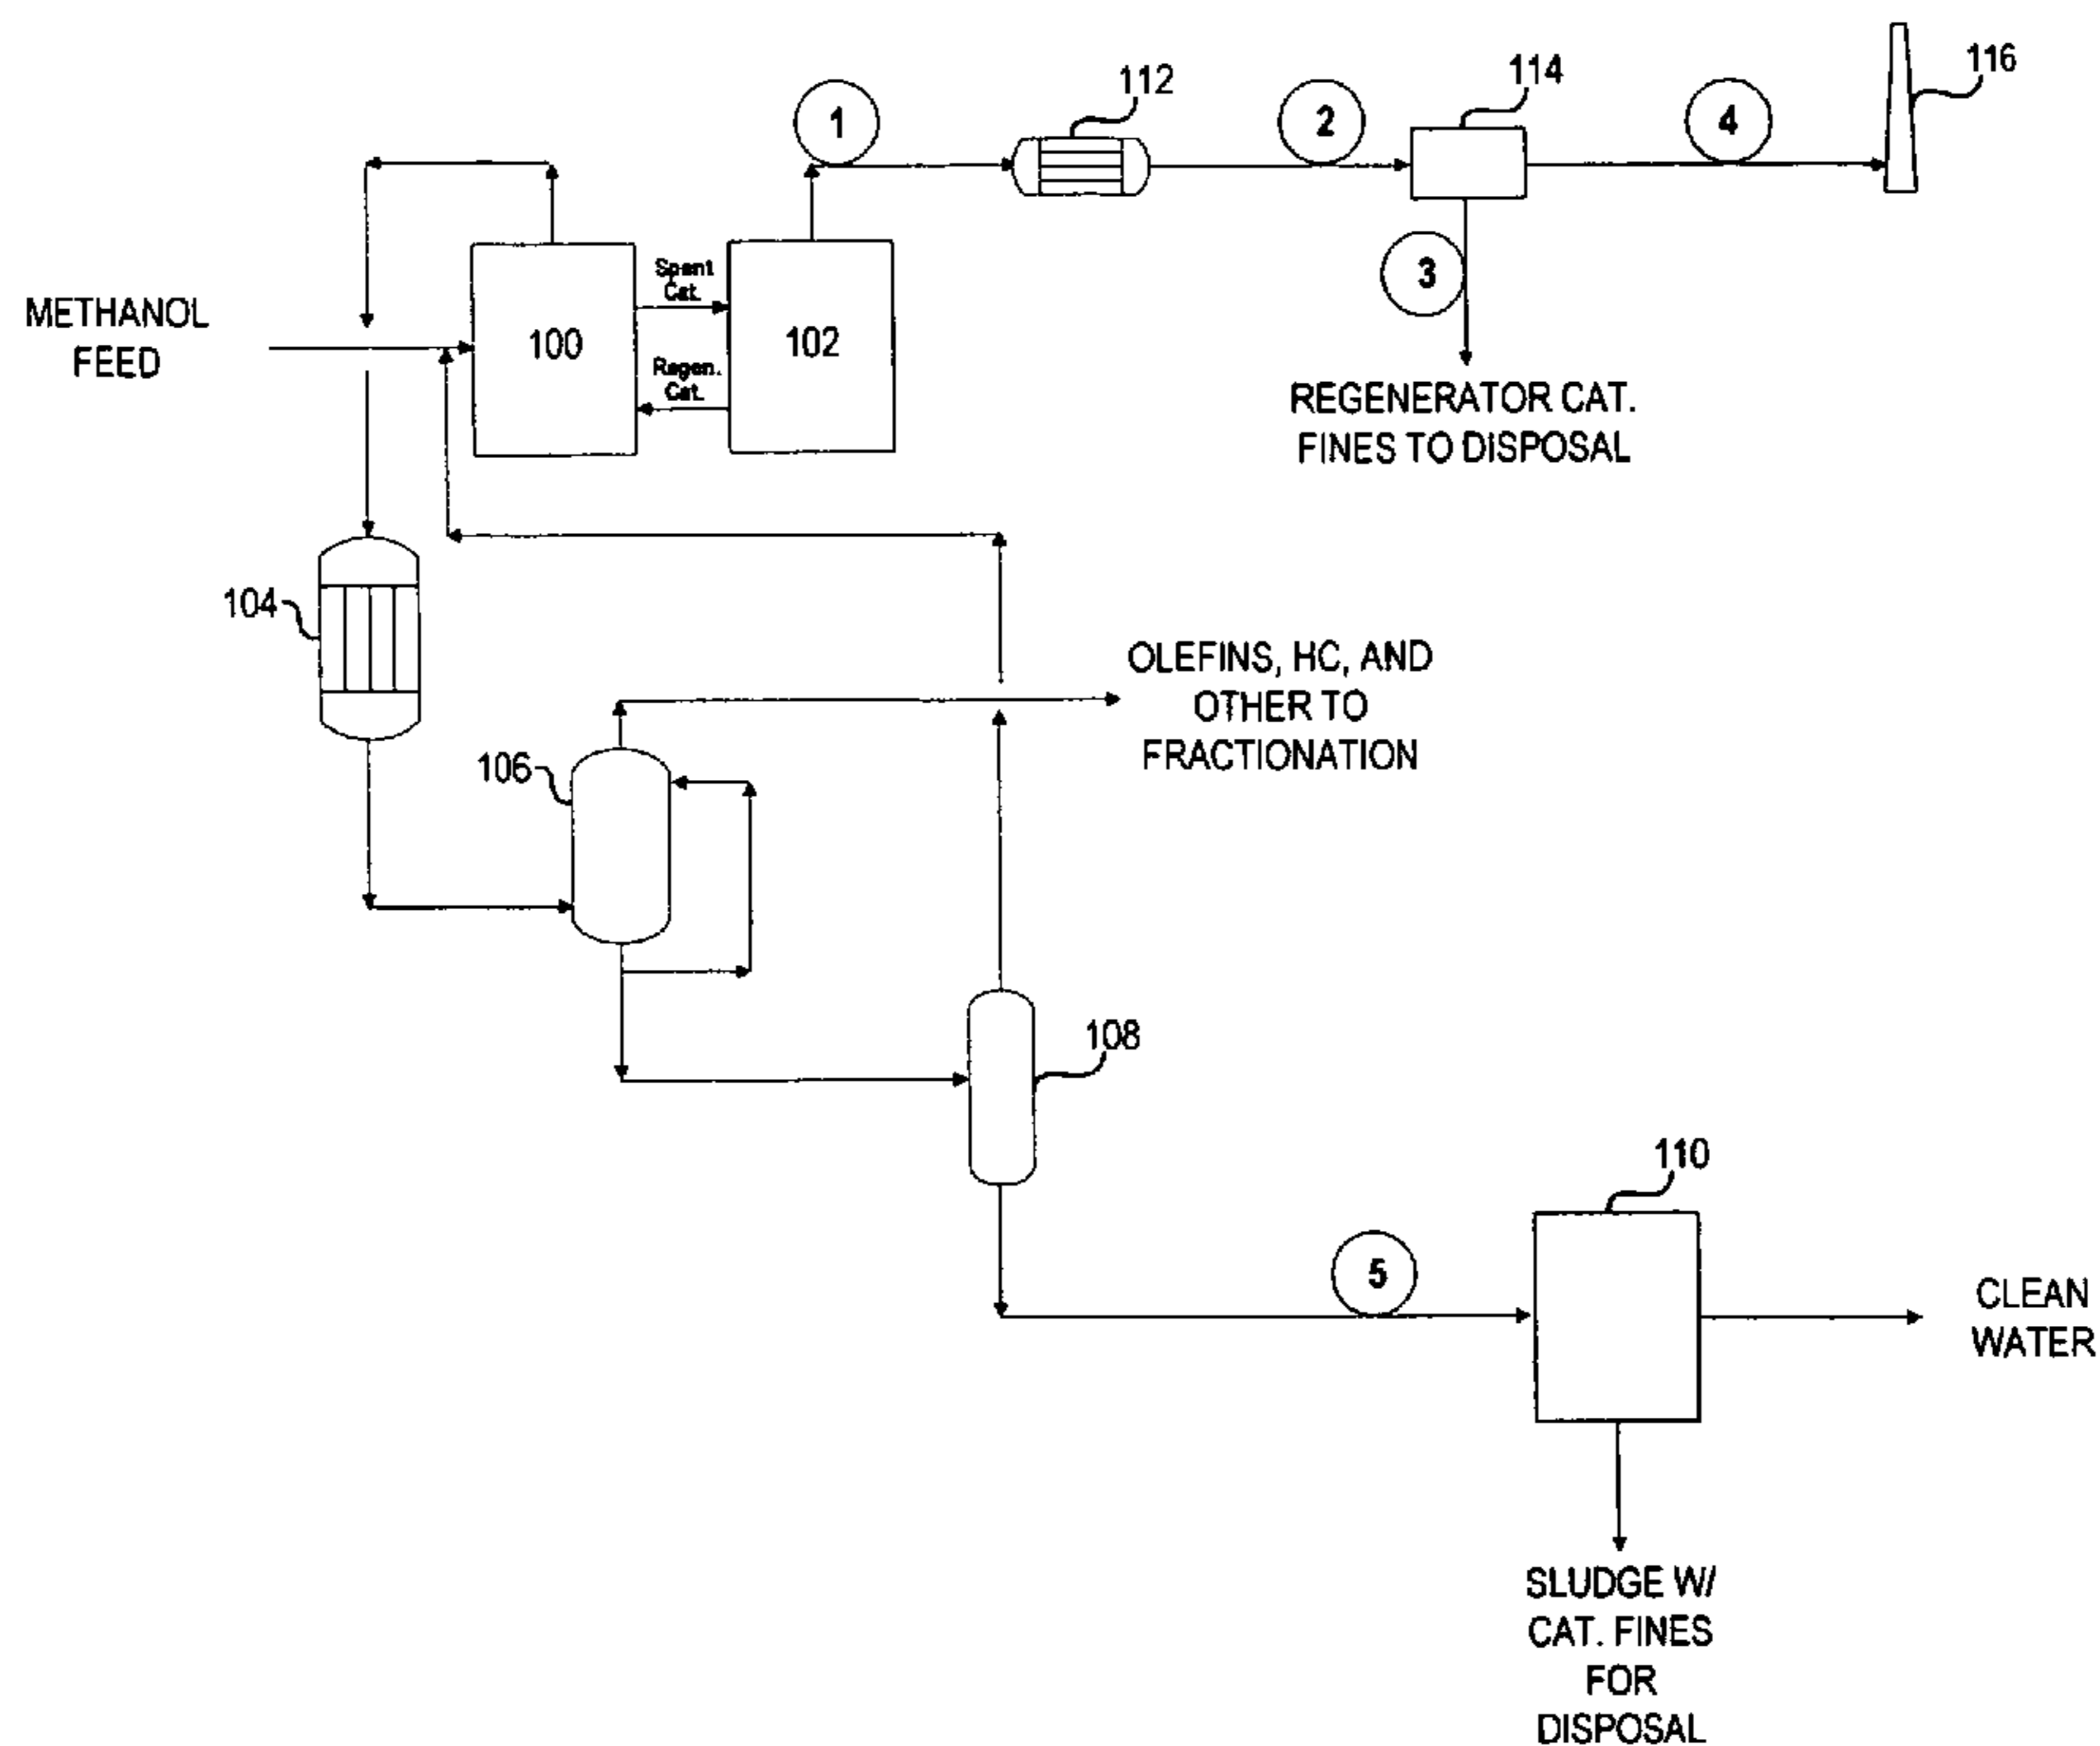 116
114
112
1
2
4
3
Spent
Cat.
METHANOL
FEED
100
102
Regen.
Cat.
REGENERATOR CAT.
FINES TO DISPOSAL
104
OLEFINS, HC, AND
OTHER TO
FRACTIONATION
106
108
110
5
CLEAN
WATER
SLUDGE W/
CAT. FINES
FOR
DISPOSAL